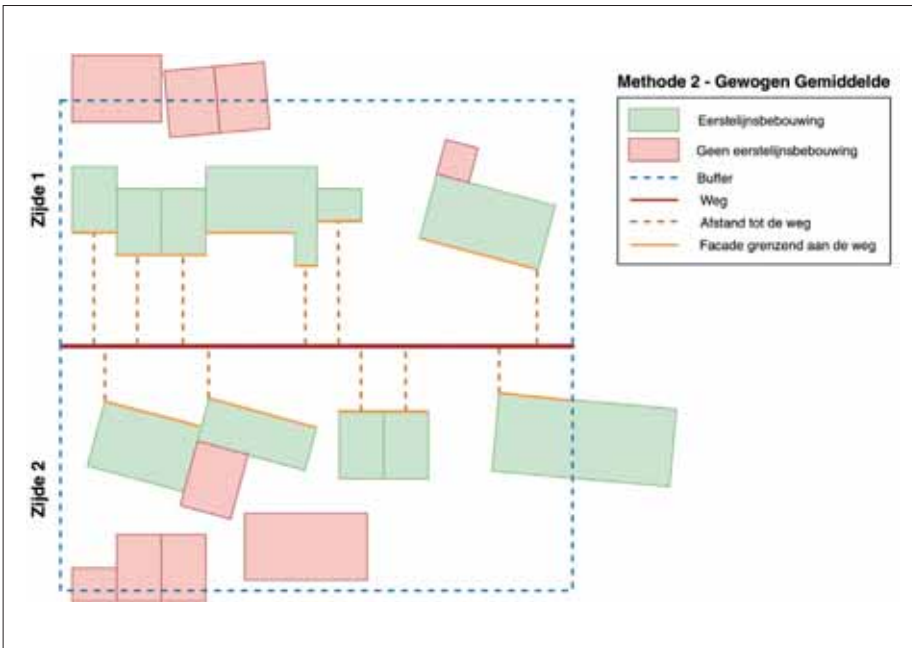 Zijde 1
Zijde 2
Methode 2 - Gewogen Gemiddelde
Eerstelijnsbebouwing
Geen eerstelijnsbebouwing
Buffer
Weg
Afstand tot de weg
Facade grenzend aan de weg